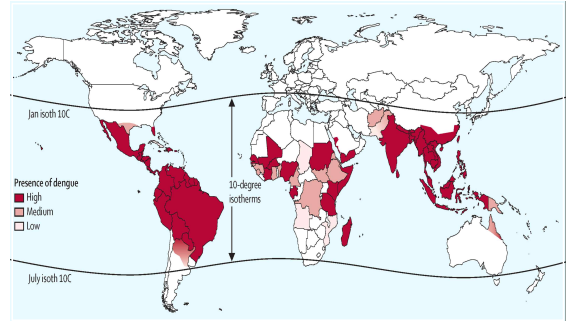 Jan isoth 10C
Presence of dengue
High
Medium
Low
10-degree
isotherms
July isoth 10C